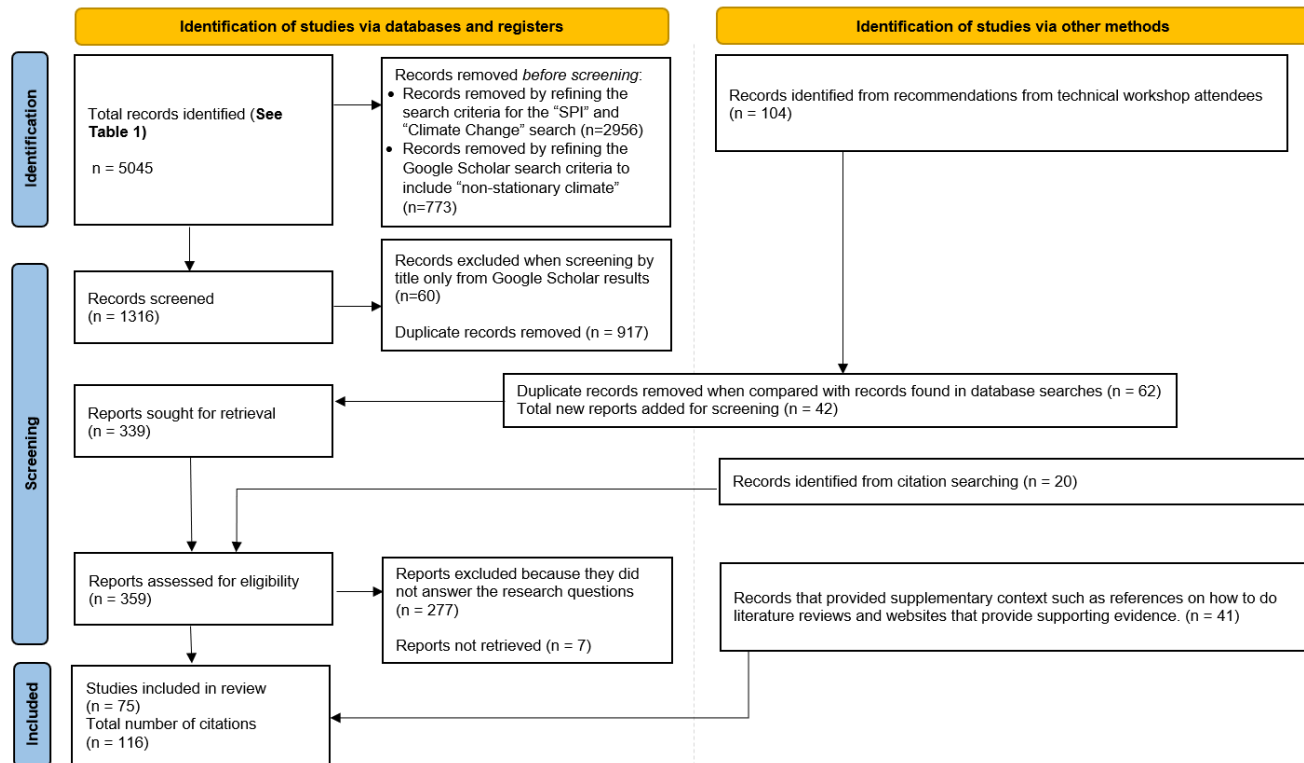 Identification of studies via databases and registers
Identification of studies via other methods
Identification
Total records identified (See
Table 1)
n = 5045
Records removed before screening:
• Records removed by refining
the search criteria for the “SPI” and
“Climate Change” search (n=2956)
• Records removed by refining the
Google Scholar search criteria to
include “non-stationary climate”
(n=773)
Records identified from recommendations from technical workshop attendees
(n = 104)
Screening
Records screened
(n = 1316)
Records excluded when screening by
title only from Google Scholar results
(n=60)
Duplicate records removed (n = 917)
Duplicate records removed when compared with records found in database searches (n = 62)
Total new reports added for screening (n = 42)
Reports sought for retrieval
(n = 339)
Records identified from citation searching (n = 20)
Reports assessed for eligibility
(n = 359)
Reports excluded because they did
not answer the research questions
(n = 277)
Reports not retrieved (n = 7)
Records that provided supplementary context such as references on how to do
literature reviews and websites that provide supporting evidence. (n = 41)
Included
Studies included in review
(n = 75)
Total number of citations
(n = 116)